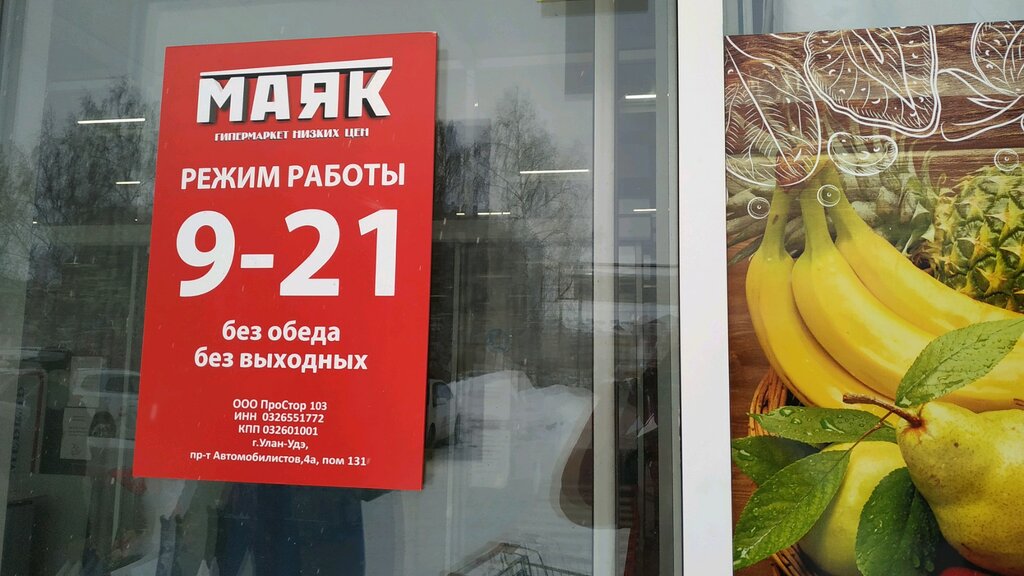 МАЯК
ГИПЕРМАРКЕТ НИЗКИХ ЦЕН
РЕЖИМ РАБОТЫ
9-21
без обеда
без выходных
ООО ПроСтор 103
ИНН 0326551772
КПП 032601001
г.Улан-Удэ,
пр-т Автомобилистов,4а, пом 131